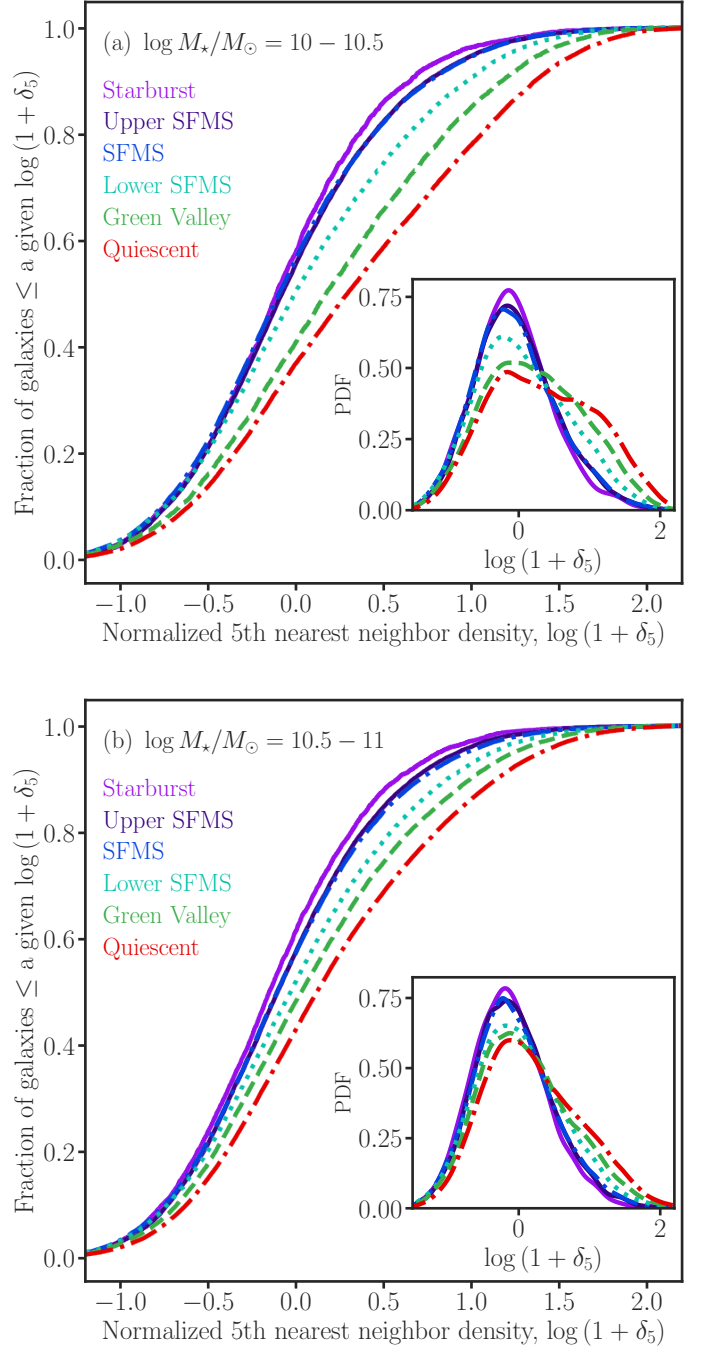 (a) log M⋆/M⊙ = 10 − 10.5
Starburst
Upper SFMS
SFMS
Lower SFMS
Green Valley
Quiescent
Fraction of galaxies ≤ a given log (1 + δ5)
1.0
0.8
0.6
0.4
0.2
0.0
PDF
0.75
0.50
0.25
0.00
0 2
log (1 + δ5)
−1.0 −0.5 0.0 0.5 1.0 1.5 2.0
Normalized 5th nearest neighbor density, log (1 + δ5)
(b) log M⋆/M⊙ = 10.5 − 11
Starburst
Upper SFMS
SFMS
Lower SFMS
Green Valley
Quiescent
Fraction of galaxies ≤ a given log (1 + δ5)
1.0
0.8
0.6
0.4
0.2
0.0
PDF
0.75
0.50
0.25
0.00
0 2
log (1 + δ5)
−1.0 −0.5 0.0 0.5 1.0 1.5 2.0
Normalized 5th nearest neighbor density, log (1 + δ5)